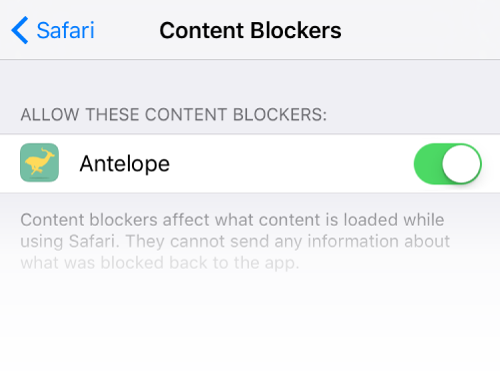 Safari Content Blockers
ALLOW THESE CONTENT BLOCKERS:
Antelope
Content blockers affect what content is loaded while
using Safari. They cannot send any information about
what was blocked back to the app.